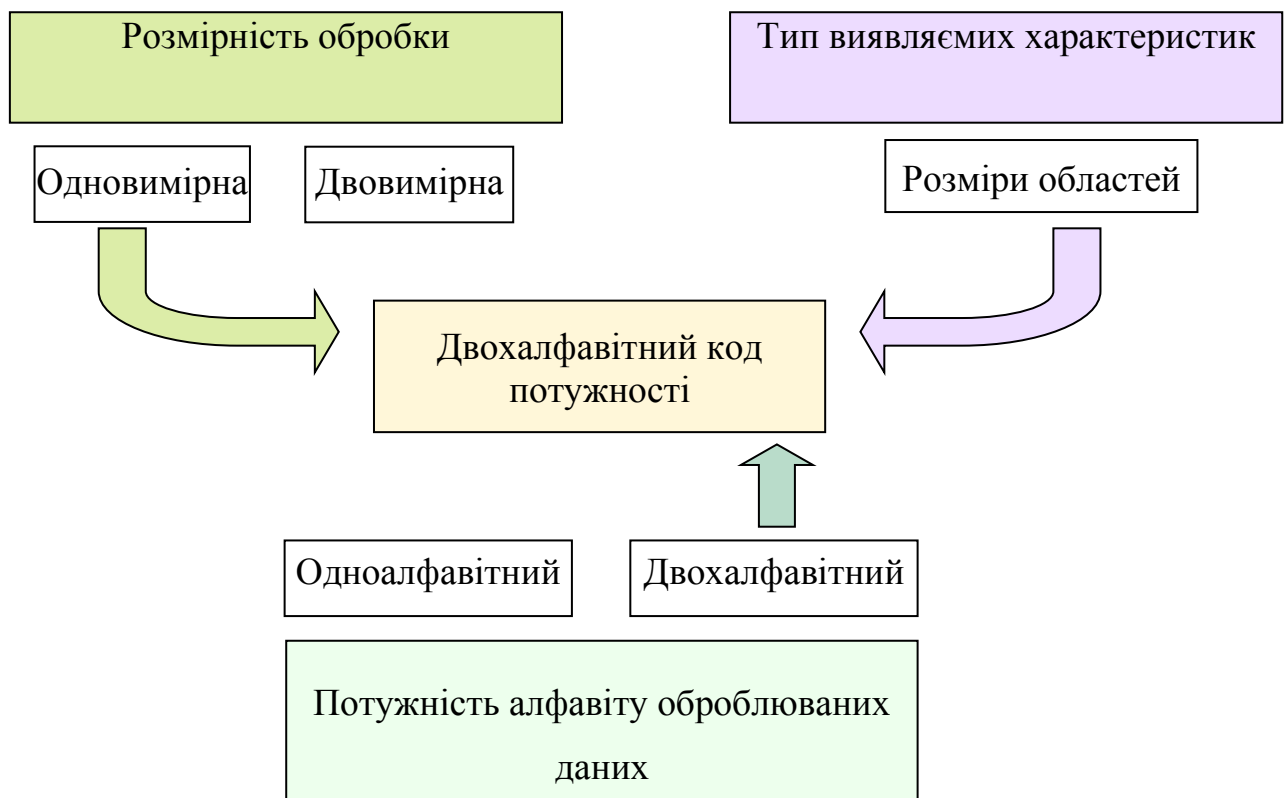 Розмірність обробки
Тип виявляємих характеристик
Одновимірна
Двовимірна
Розміри областей
Двохалфавітний код
потужності
Одноалфавітний
Двохалфавітний
Потужність алфавіту оброблюваних
даних